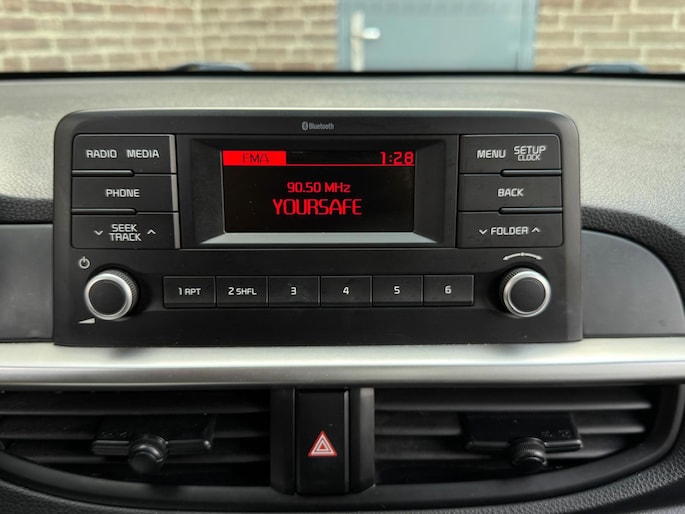 Bluetooth
RADIO MEDIA
PHONE
SEEK
TRACK
FMA 1:28
90.50 MHz
YOURSAFE
MENU SETUP
CLOCK
BACK
FOLDER
1 RPT 2 SHFL 3 4 5 6